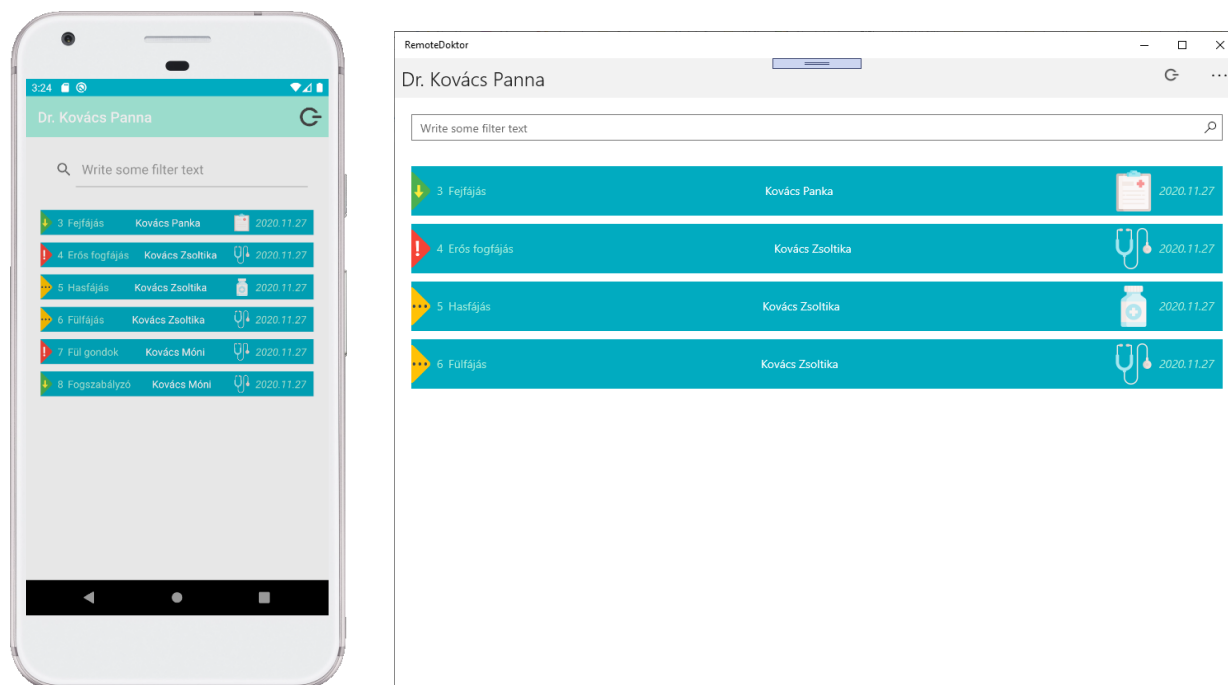 3:24
Dr. Kovács Panna
Write some filter text
3 Fejfájás Kovács Panka 2020.11.27
4 Erős fogfájás Kovács Zsoltika 2020.11.27
5 Hasfájás Kovács Zsoltika 2020.11.27
6 Fülfájás Kovács Zsoltika 2020.11.27
7 Fül gondok Kovács Móni 2020.11.27
8 Fogszabályzó Kovács Móni 2020.11.27
RemoteDoktor
Dr. Kovács Panna
Write some filter text
3 Fejfájás Kovács Panka 2020.11.27
4 Erős fogfájás Kovács Zsoltika 2020.11.27
5 Hasfájás Kovács Zsoltika 2020.11.27
6 Fülfájás Kovács Zsoltika 2020.11.27